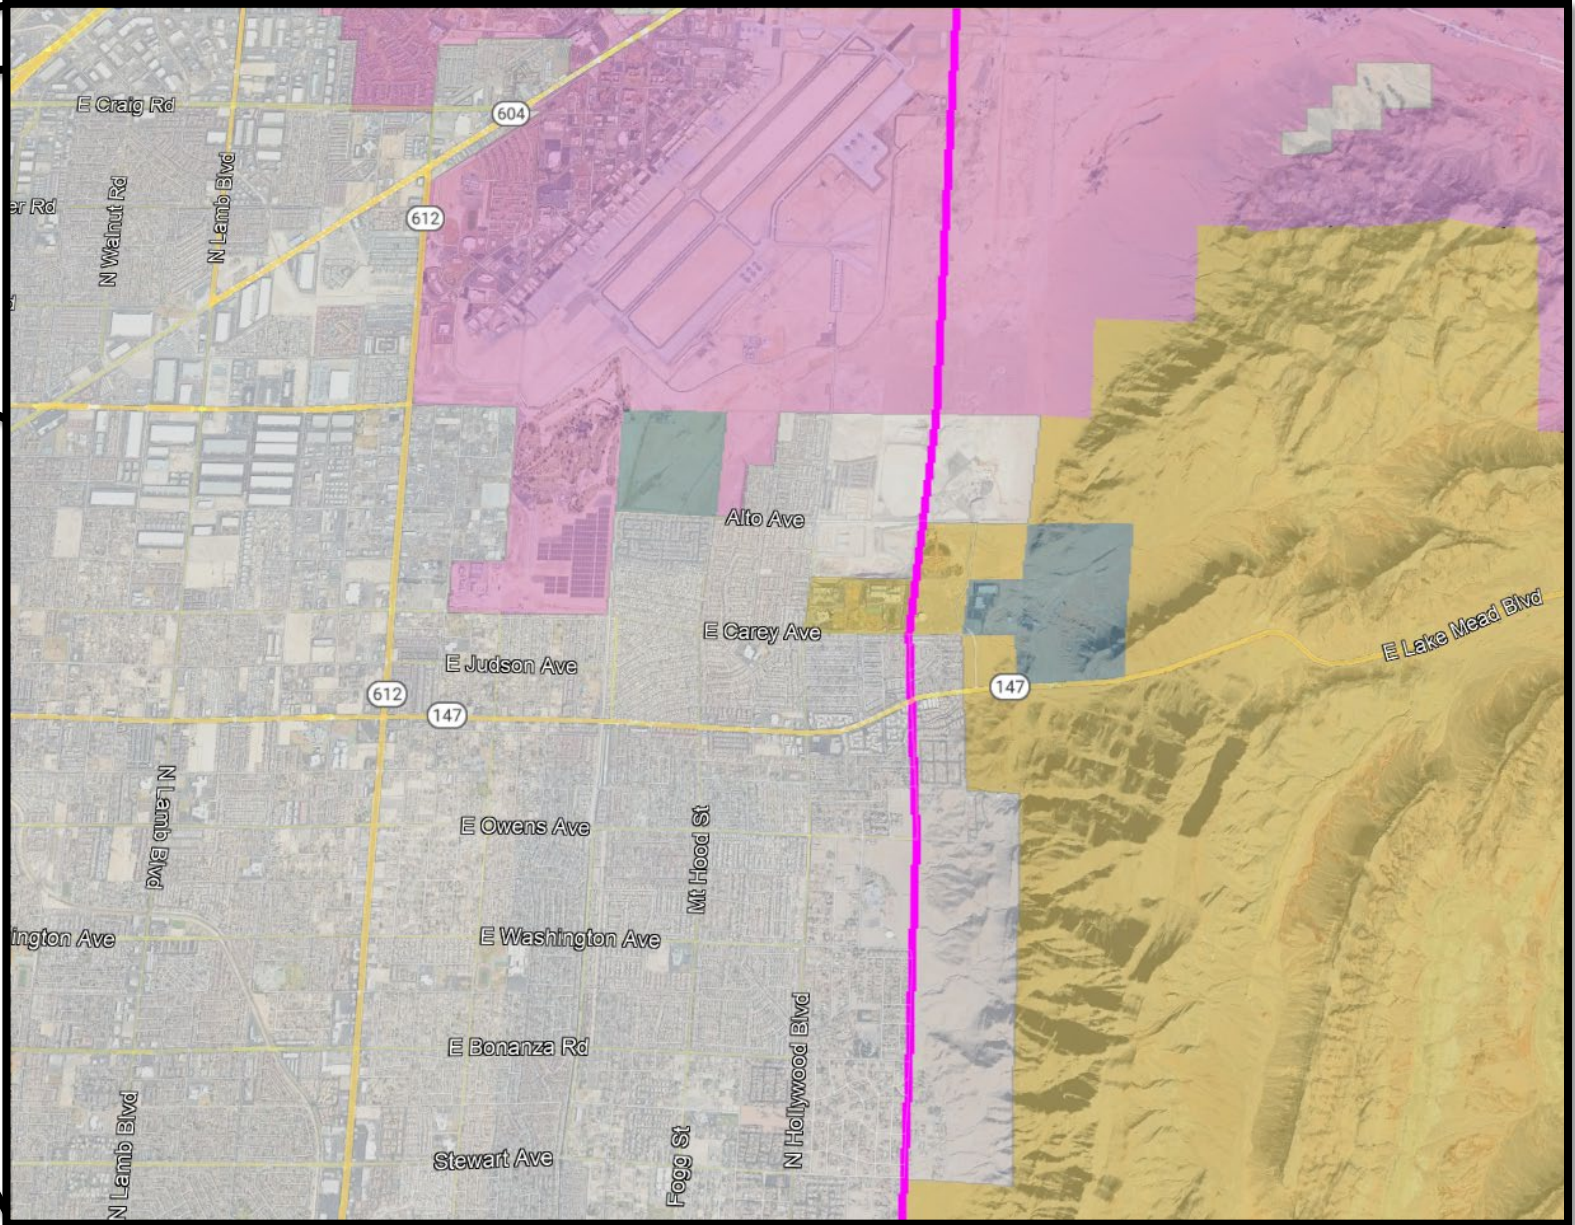 E Craig Rd
604
N Walnut Rd
N Lamb Blvd
er Rd
612
Alto Ave
E Carey Ave
E Judson Ave
E Lake Mead Blvd
147
612
147
N Lamb Blvd
E Owens Ave
Mt Hood St
ington Ave
E Washington Ave
N Hollywood Blvd
E Bonanza Rd
N Lamb Blvd
Stewart Ave
Fogg St